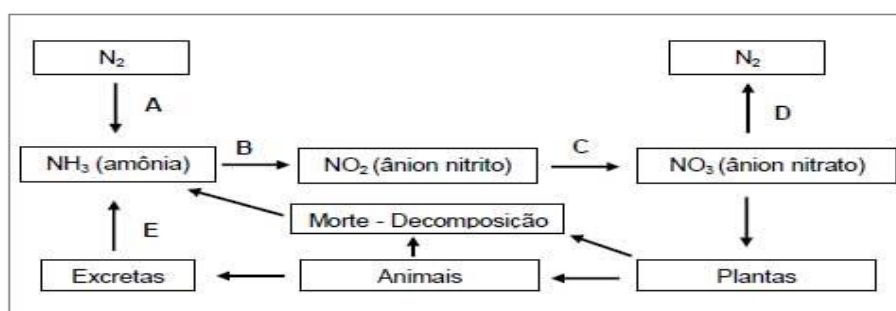 N₂
N₂
A
D
B
C
NH₃ (amônia)
NO₂ (ânion nitrito)
NO₃ (ânion nitrato)
Morte - Decomposição
E
Excretas
Animais
Plantas